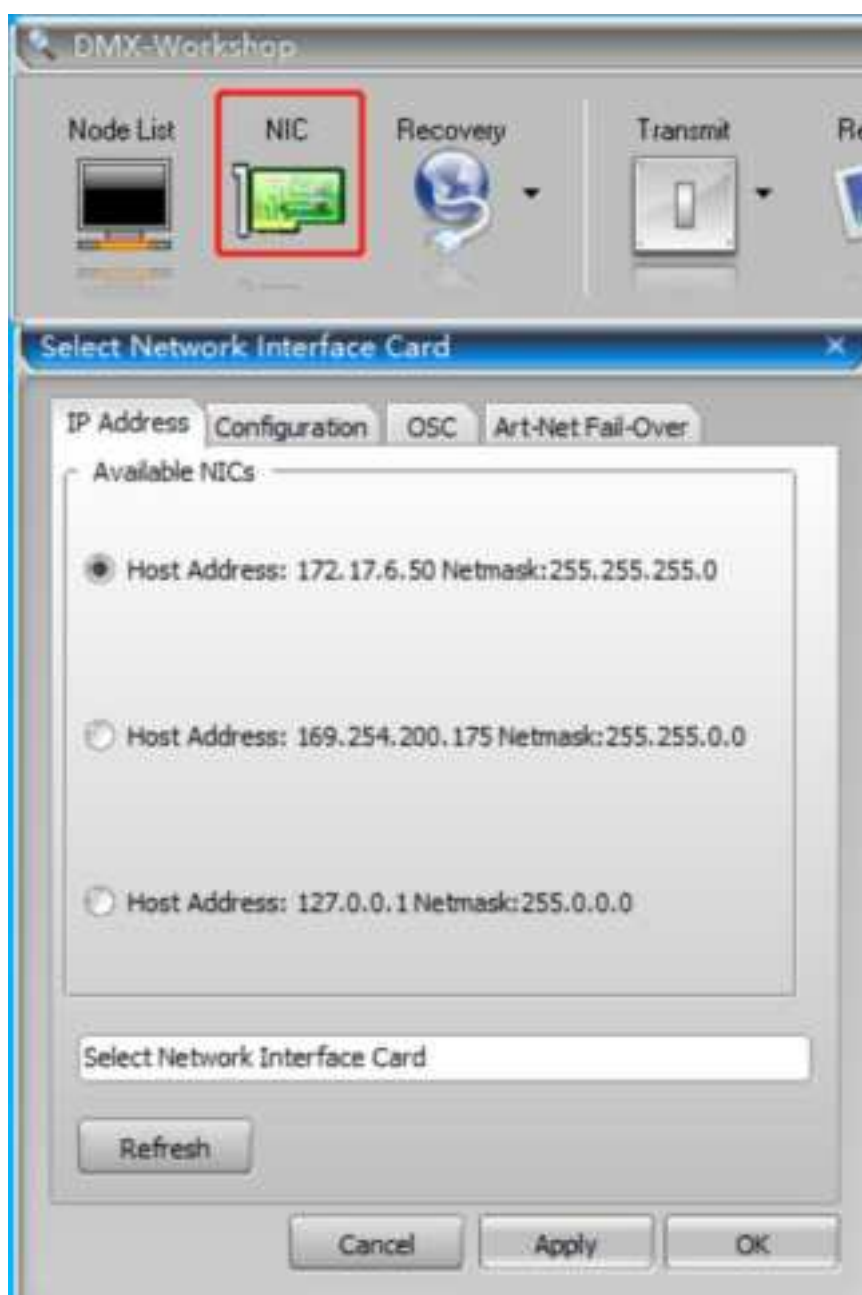 DMX-Workshop
Node List NIC Recovery Transmit Re
Select Network Interface Card
IP Address Configuration OSC Art-Net Fail-Over
Available NICs
Host Address: 172.17.6.50 Netmask:255.255.255.0
Host Address: 169.254.200.175 Netmask:255.255.0.0
Host Address: 127.0.0.1 Netmask:255.0.0.0
Select Network Interface Card
Refresh
Cancel Apply OK